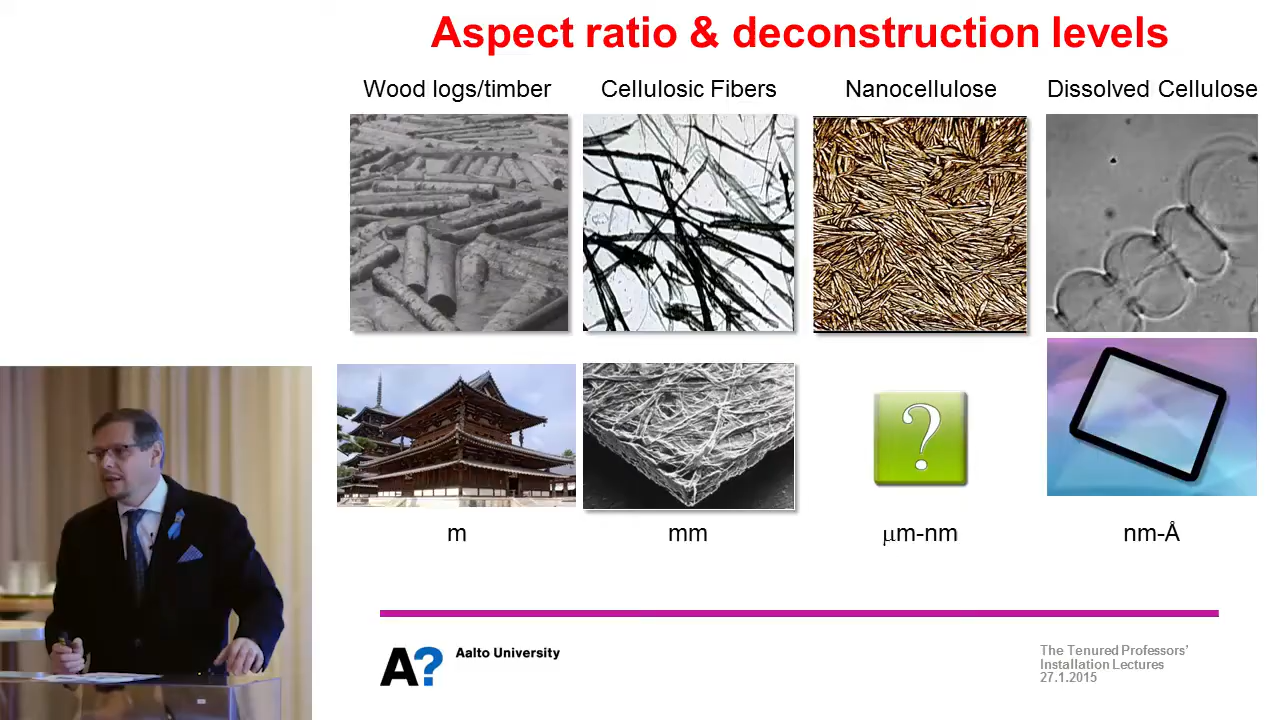 Aspect ratio & deconstruction levels
Wood logs/timber
Cellulosic Fibers
Nanocellulose
Dissolved Cellulose
?
m
mm
μm-nm
nm-Å
A?
Aalto University
The Tenured Professors'
Installation Lectures
27.1.2015